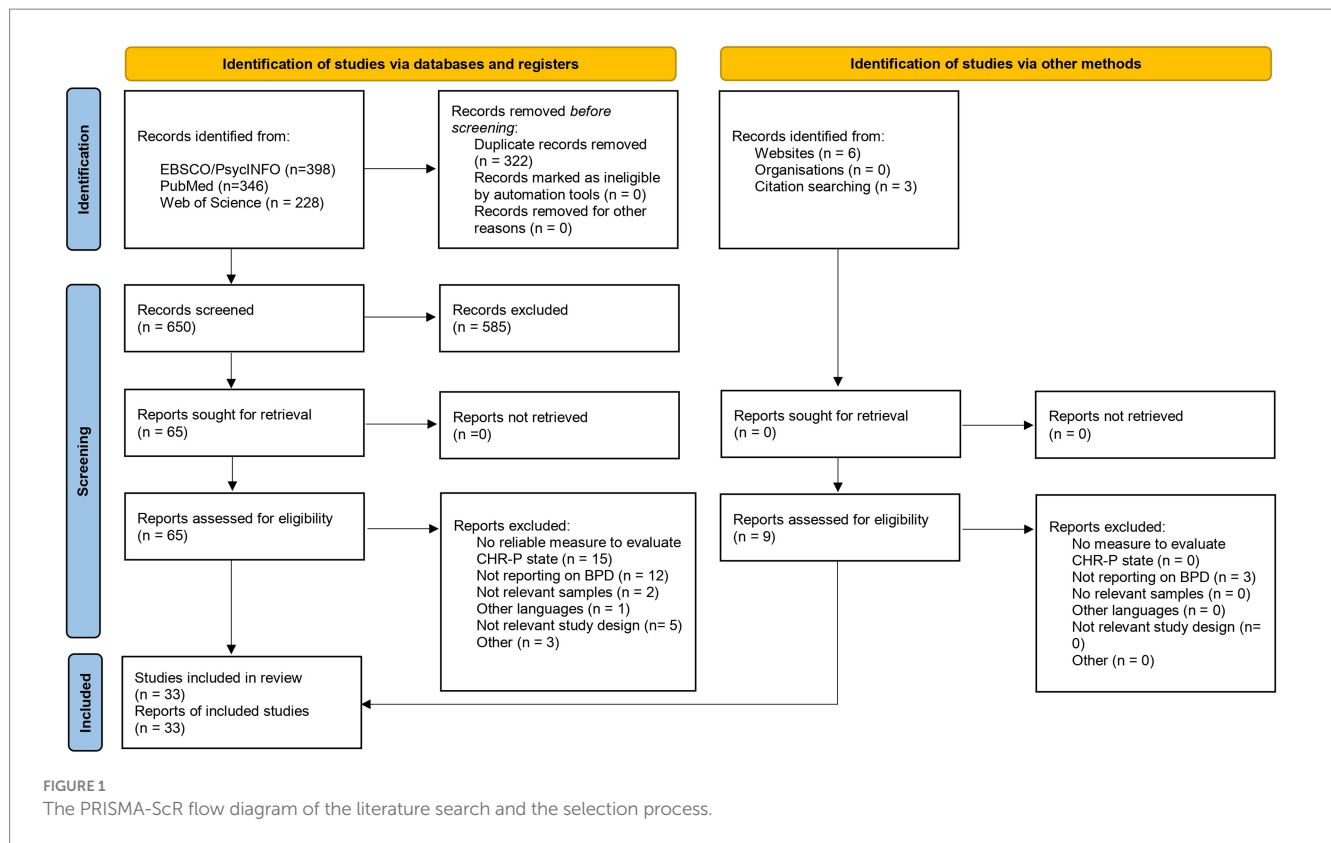 Identification of studies via databases and registers
Identification of studies via other methods
Identification
Records identified from:
EBSCO/PsycINFO (n=398)
PubMed (n=346)
Web of Science (n = 228)
Records removed before
screening:
Duplicate records removed
(n = 322)
Records marked as ineligible
by automation tools (n = 0)
Records removed for other
reasons (n = 0)
Records identified from:
Websites (n = 6)
Organisations (n = 0)
Citation searching (n = 3)
Screening
Records screened
(n = 650)
Records excluded
(n = 585)
Reports sought for retrieval
(n = 65)
Reports not retrieved
(n =0)
Reports sought for retrieval
(n = 0)
Reports not retrieved
(n = 0)
Reports assessed for eligibility
(n = 65)
Reports excluded:
No reliable measure to evaluate
CHR-P state (n = 15)
Not reporting on BPD (n = 12)
Not relevant samples (n = 2)
Other languages (n = 1)
Not relevant study design (n= 5)
Other (n = 3)
Reports assessed for eligibility
(n = 9)
Reports excluded:
No measure to evaluate
CHR-P state (n = 0)
Not reporting on BPD (n = 3)
No relevant samples (n = 0)
Other languages (n = 0)
Not relevant study design (n=
0)
Other (n = 0)
Included
Studies included in review
(n = 33)
Reports of included studies
(n = 33)
FIGURE 1
The PRISMA-ScR flow diagram of the literature search and the selection process.